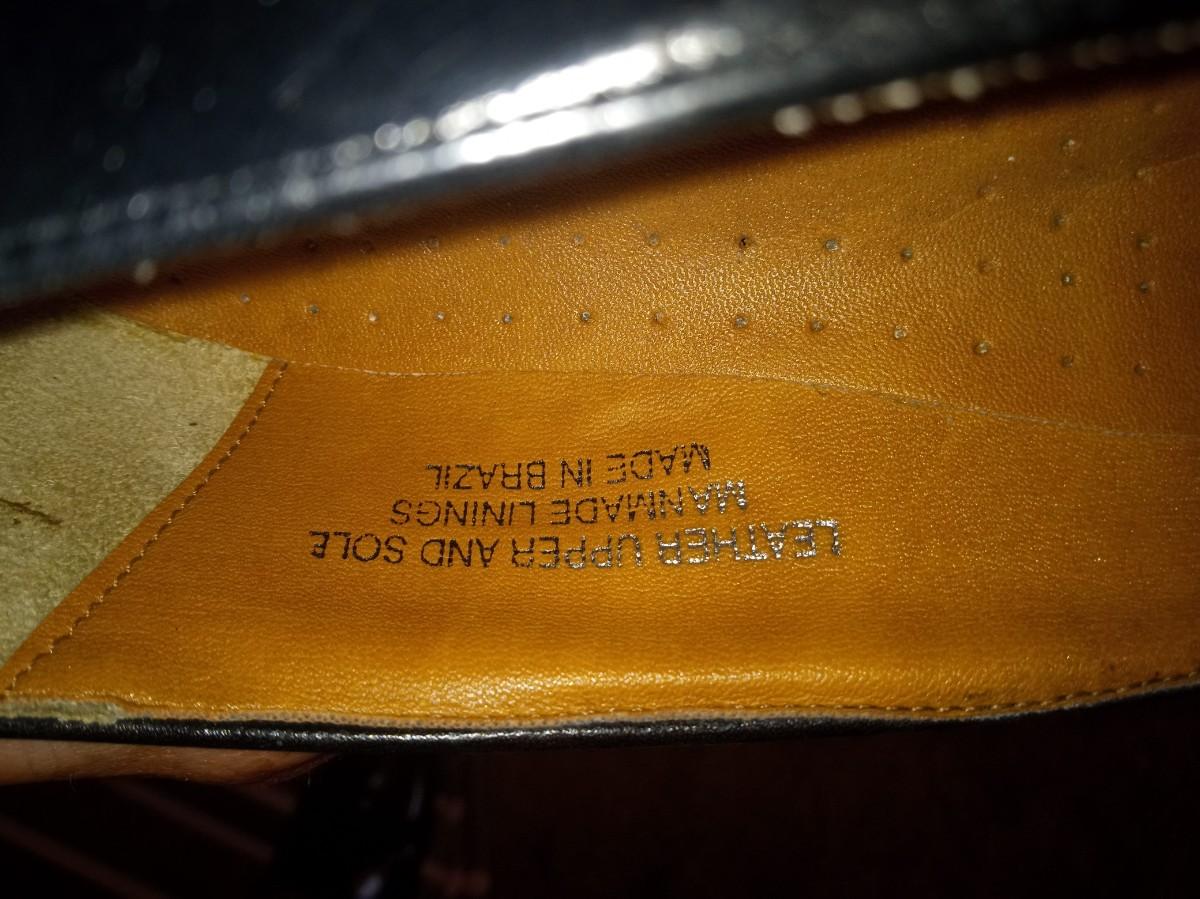 LEATHER UPPER AND SOLE
MANMADE LININGS
MADE IN BRAZIL